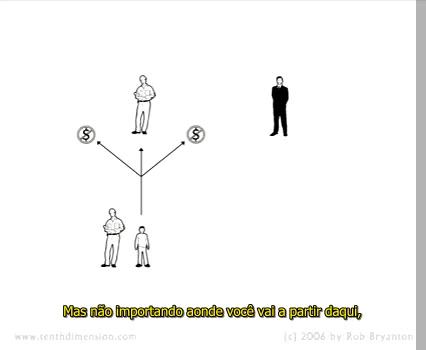 $ $
Mas não importando aonde você vai a partir daqui,
www.tenthdimension.com (c) 2006 by Rob Bryanton